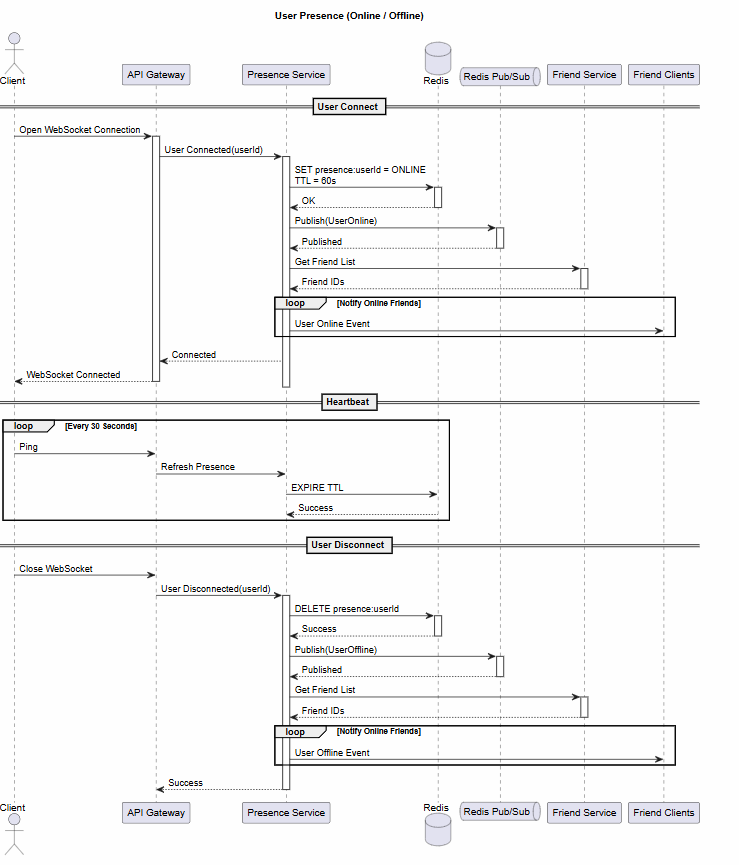 User Presence (Online / Offline)
Client
API Gateway
Presence Service
Redis
Redis Pub/Sub
Friend Service
Friend Clients
User Connect
Open WebSocket Connection
User Connected(userId)
SET presence:userId = ONLINE
TTL = 60s
OK
Publish(UserOnline)
Published
Get Friend List
Friend IDs
loop
[Notify Online Friends]
User Online Event
Connected
WebSocket Connected
Heartbeat
loop
[Every 30 Seconds]
Ping
Refresh Presence
EXPIRE TTL
Success
User Disconnect
Close WebSocket
User Disconnected(userId)
DELETE presence:userId
Success
Publish(UserOffline)
Published
Get Friend List
Friend IDs
loop
[Notify Online Friends]
User Offline Event
Success
Client
API Gateway
Presence Service
Redis
Redis Pub/Sub
Friend Service
Friend Clients